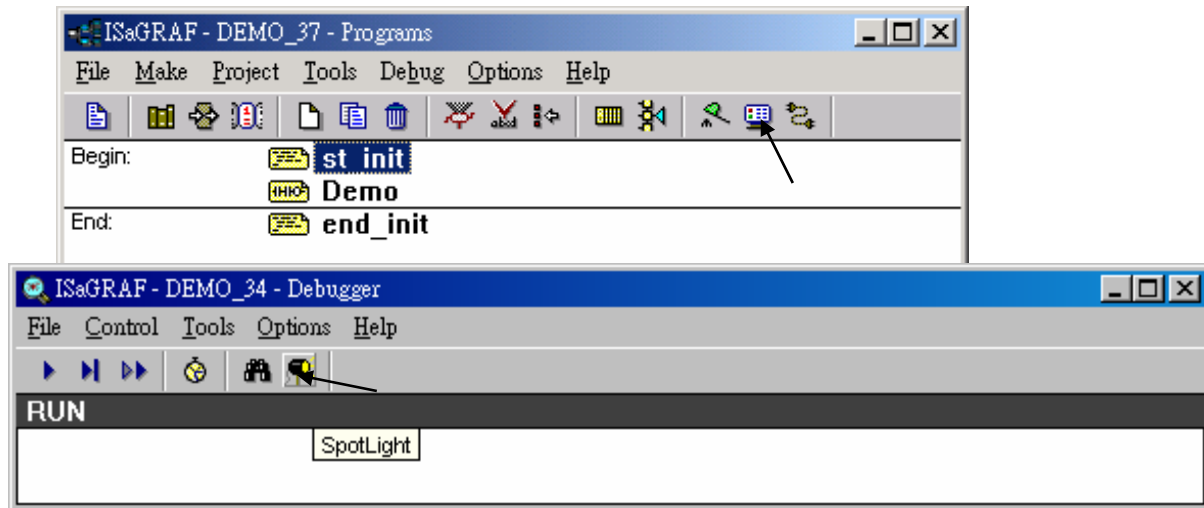 ISaGRAF - DEMO_37 - Programs
File Make Project Tools Debug Options Help
Begin: st_init
Demo
End: end_init
ISaGRAF - DEMO_34 - Debugger
File Control Tools Options Help
RUN
SpotLight